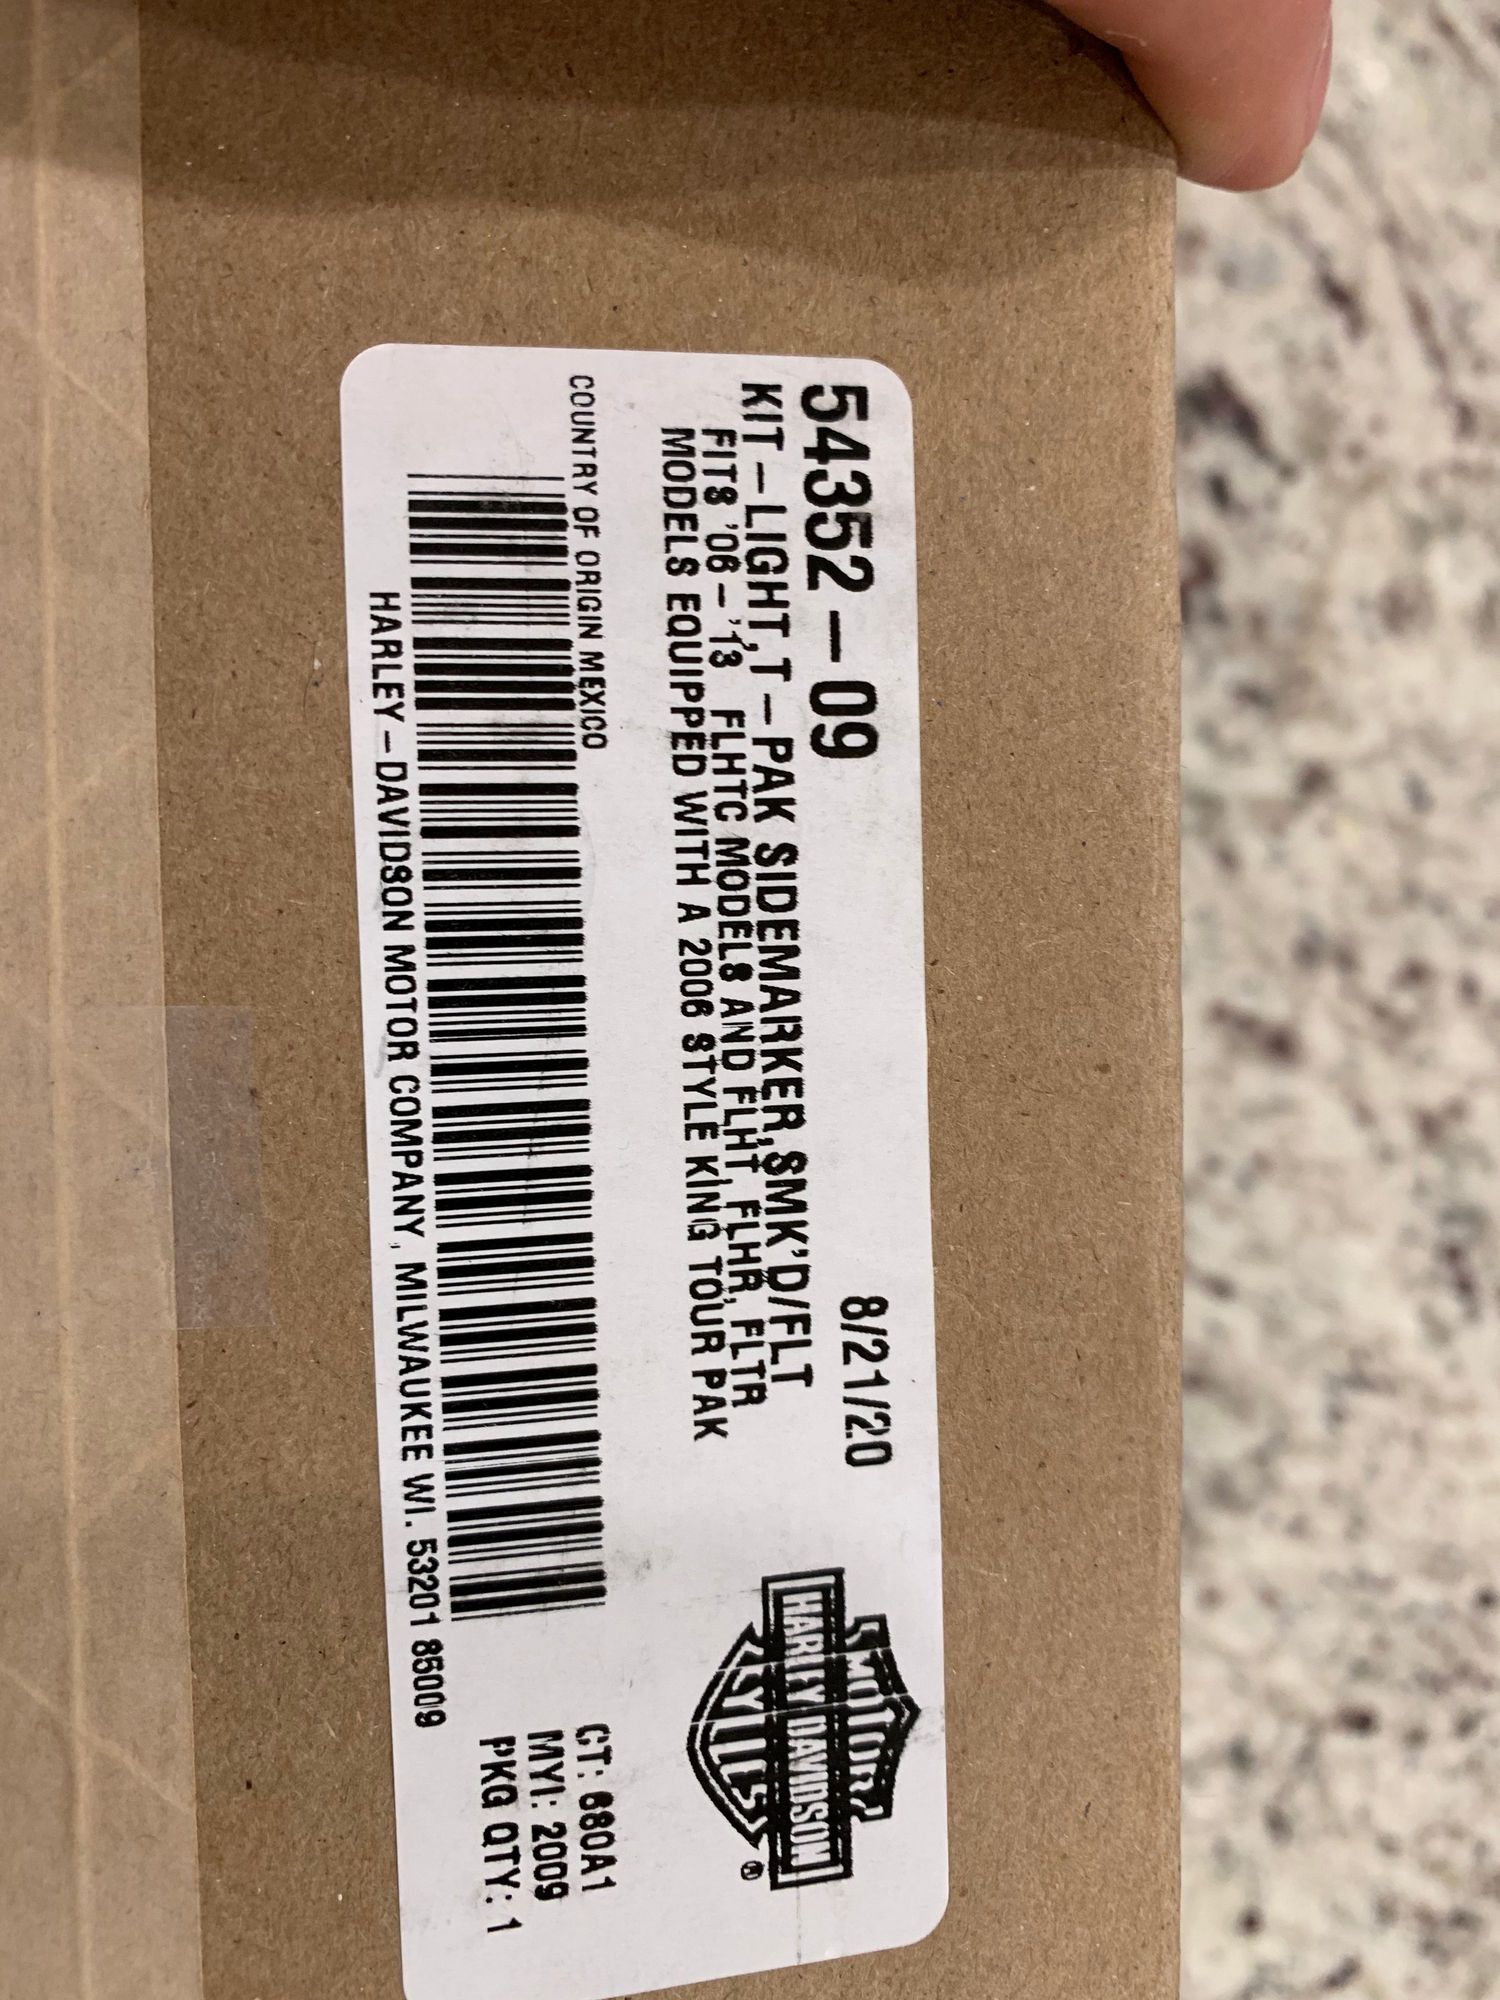 54352-09
8/21/20
KIT-LIGHT,T-PAK SIDEMARKER,SMK'D/FLT
FITS '06-'13 FLHTC MODELS AND FLHT, FLHR, FLTR
MODELS EQUIPPED WITH A 2006 STYLE KING TOUR PAK
MOTOR
HARLEY-DAVIDSON
CYCLES
®
COUNTRY OF ORIGIN MEXICO
HARLEY-DAVIDSON MOTOR COMPANY, MILWAUKEE WI. 53201 85009
CT: 680A1
MYI: 2009
PKG QTY: 1